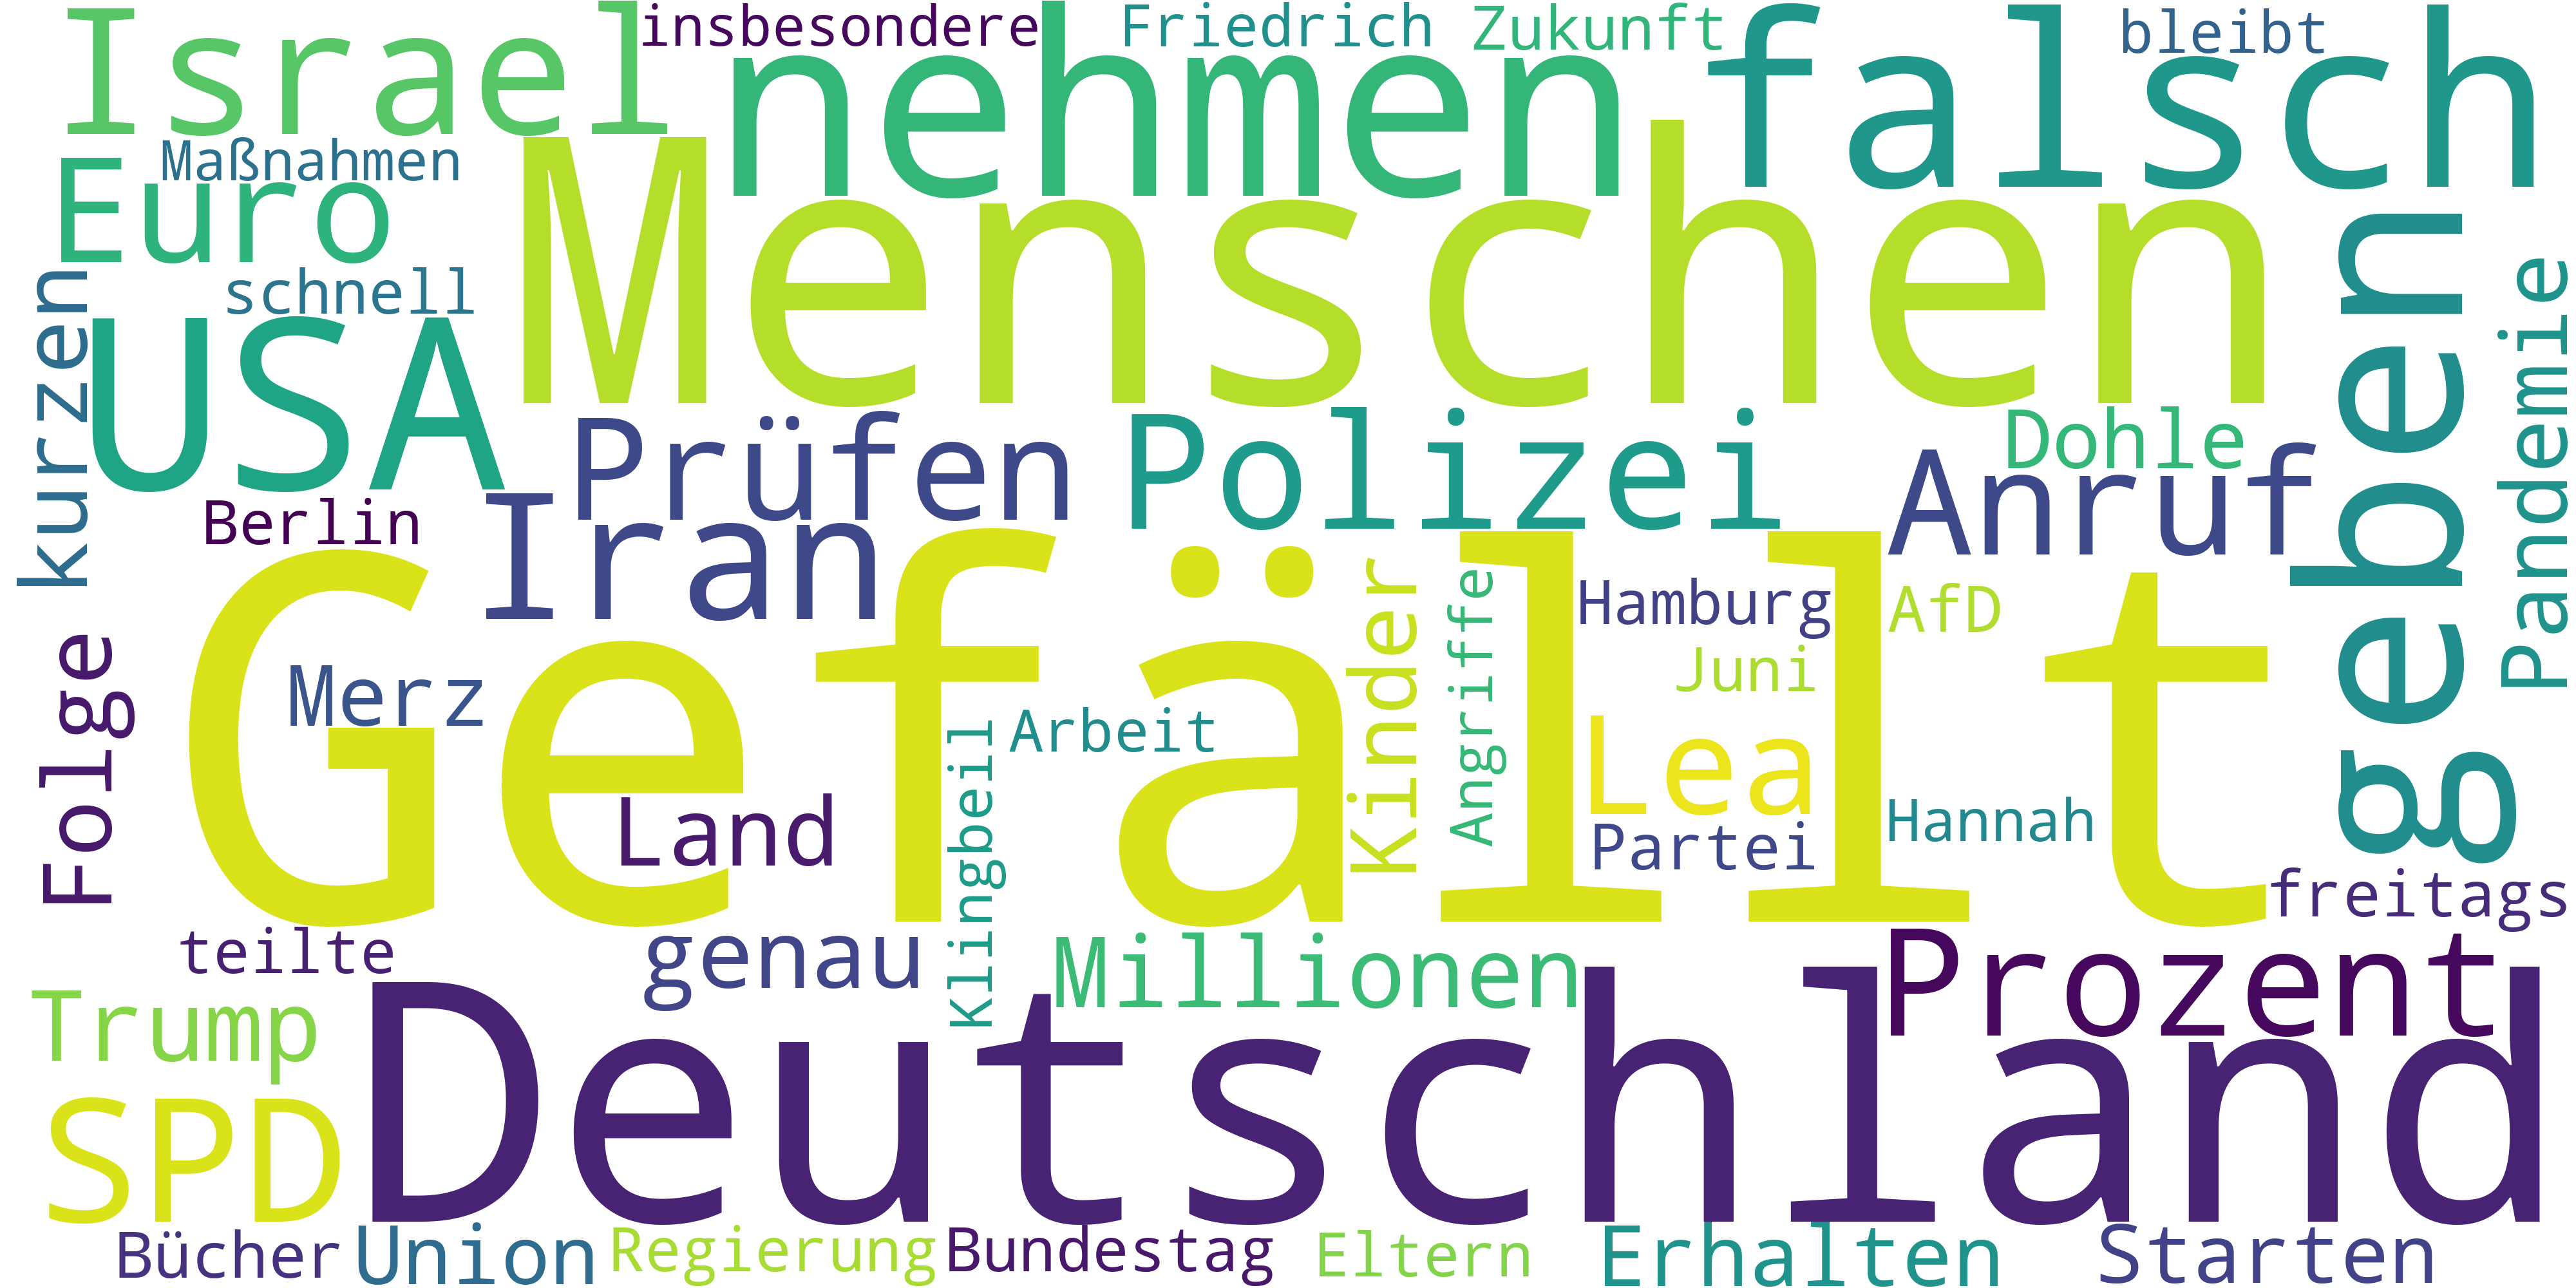 Israel
insbesondere
nehmen
Friedrich
Zukunft
falsch
bleibt
Maßnahmen
Euro
Menschen
schnell
kurzen
USA
geben
Pandemie
Prüfen
Polizei
Dohle
Anruf
Iran
Berlin
Gefällt
Hamburg
AfD
Kinder
Angriffe
Juni
Folge
Merz
Arbeit
Lea
Klingbeil
Land
Partei
Hannah
freitags
teilte
genau
Millionen
Prozent
Trump
Deutschland
SPD
Bücher
Union
Regierung
Bundestag
Eltern
Erhalten
Starten